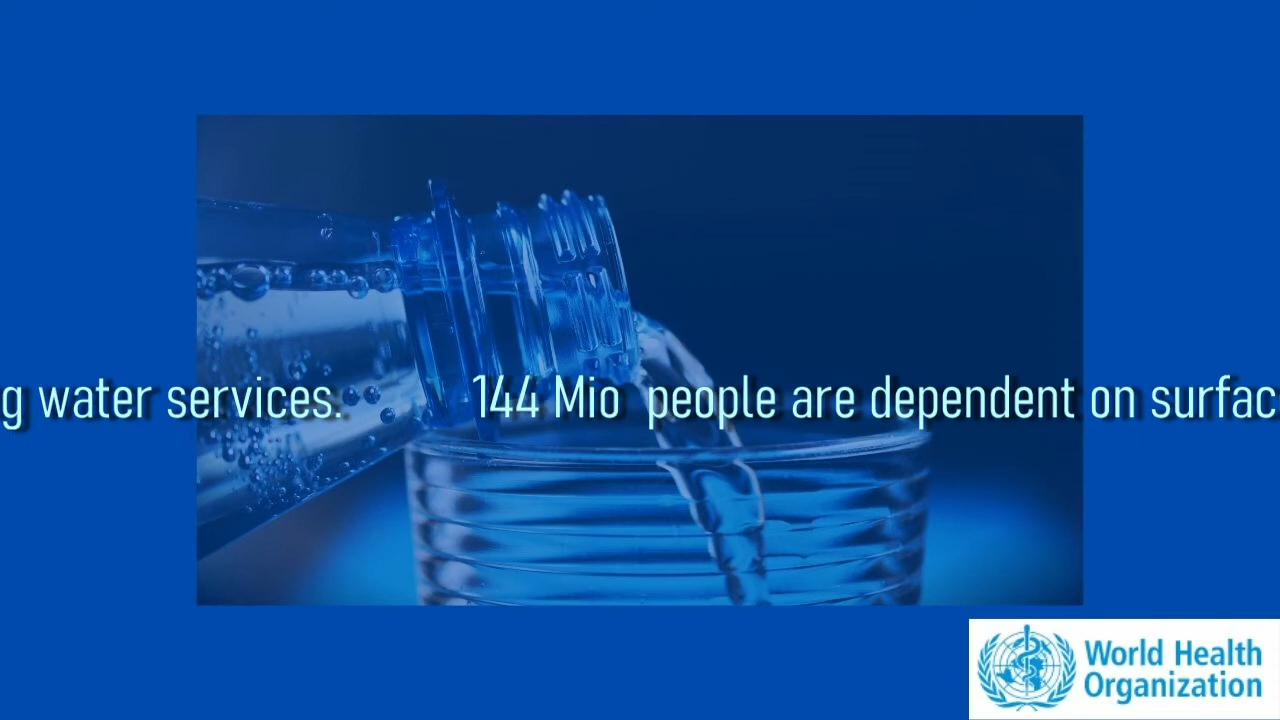 g water services. 144 Mio people are dependent on surfac
World Health
Organization